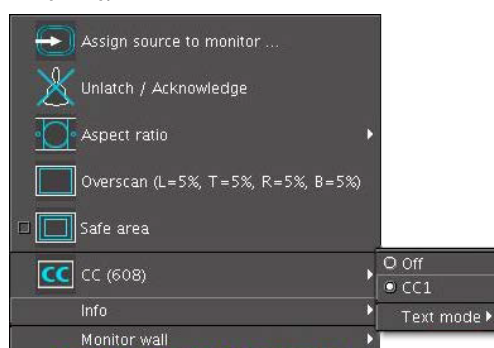 Assign source to monitor ...
Unlatch / Acknowledge
Aspect ratio
Overscan (L=5%, T=5%, R=5%, B=5%)
Safe area
CC CC (608)
Off
CC1
Info
Text mode
Monitor wall